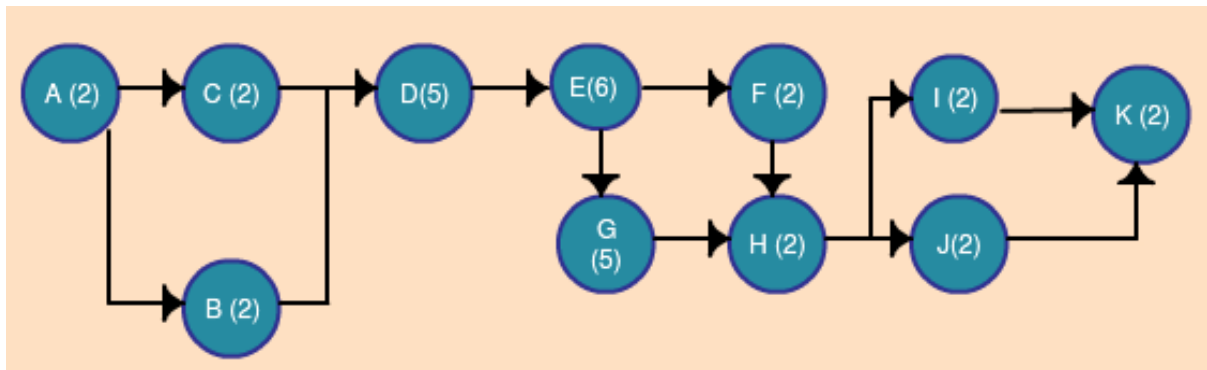 A (2)
C (2)
D(5)
E(6)
F (2)
I (2)
K (2)
B (2)
G
(5)
H (2)
J(2)